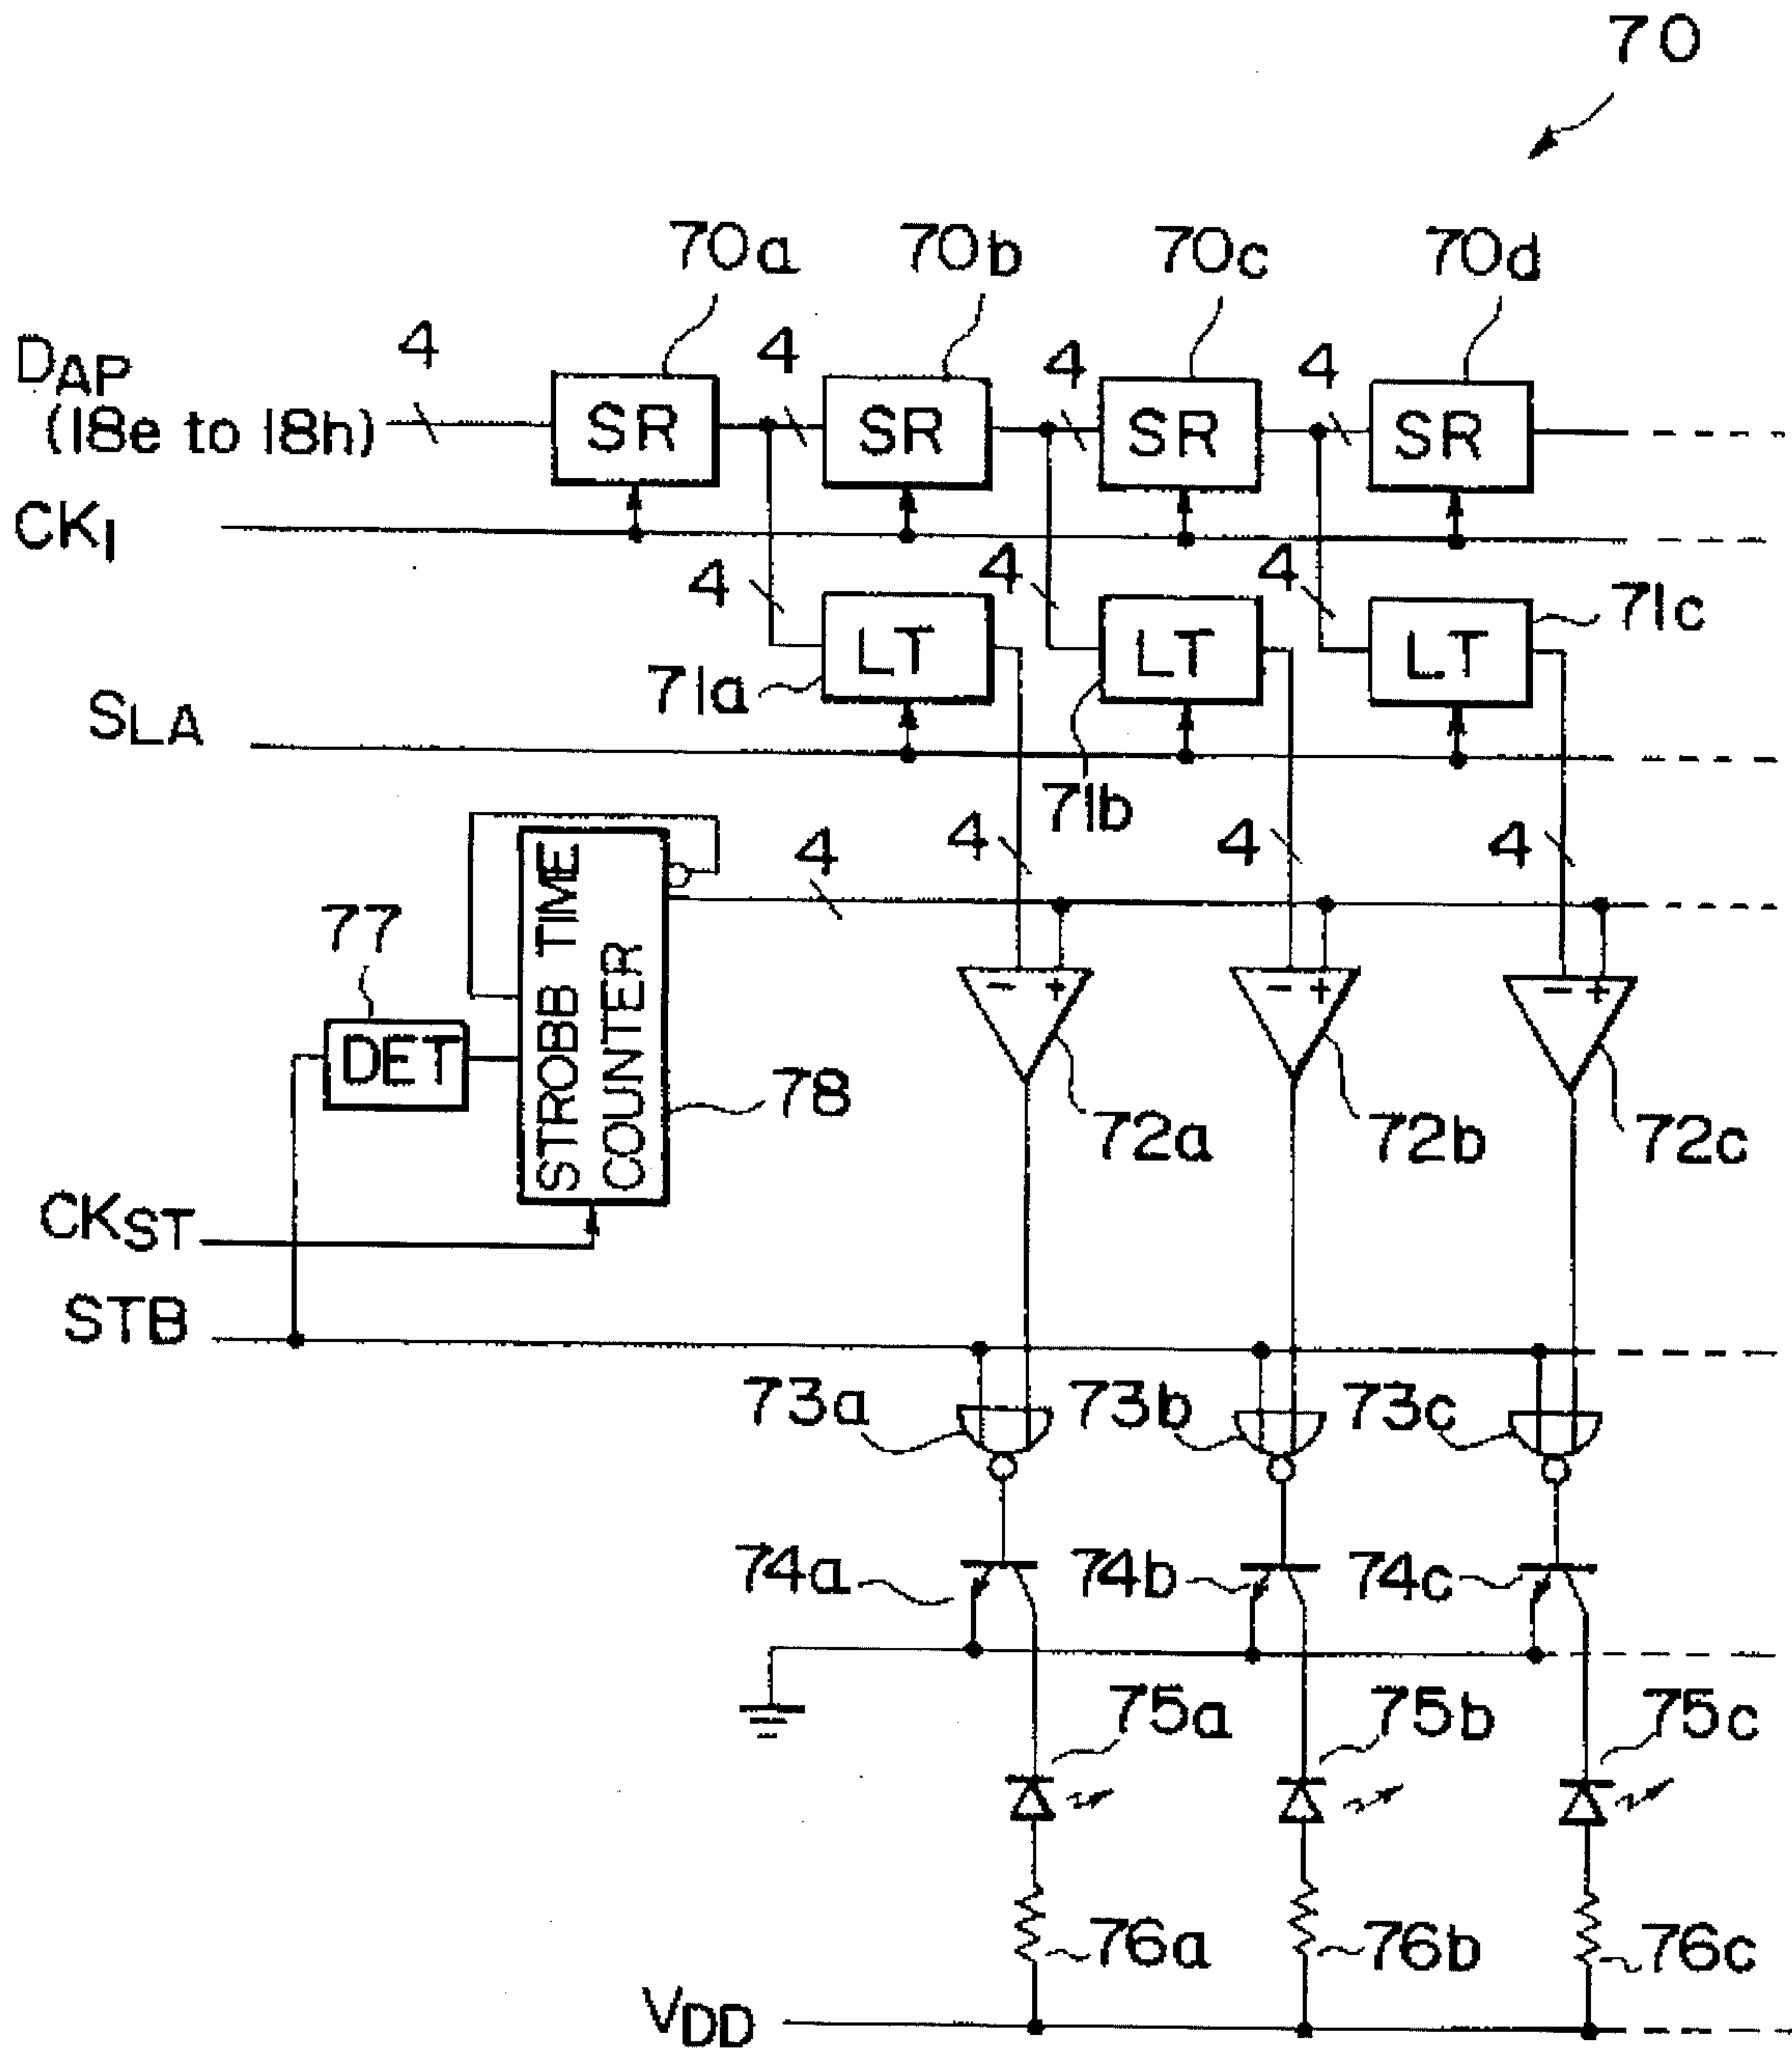 70
70a 70b 70c 70d
DAP 4 4 4 4
(18e to 18h) SR SR SR SR
CK1
4 4 4
LT LT LT 71c
71a
SLA
71b
4 4 4 4
77
STROBB TIME
COUNTER
- + - + - +
DET
78
72a 72b 72c
CKST
STB
73a 73b 73c
74a 74b 74c
75a 75b 75c
76a 76b 76c
VDD